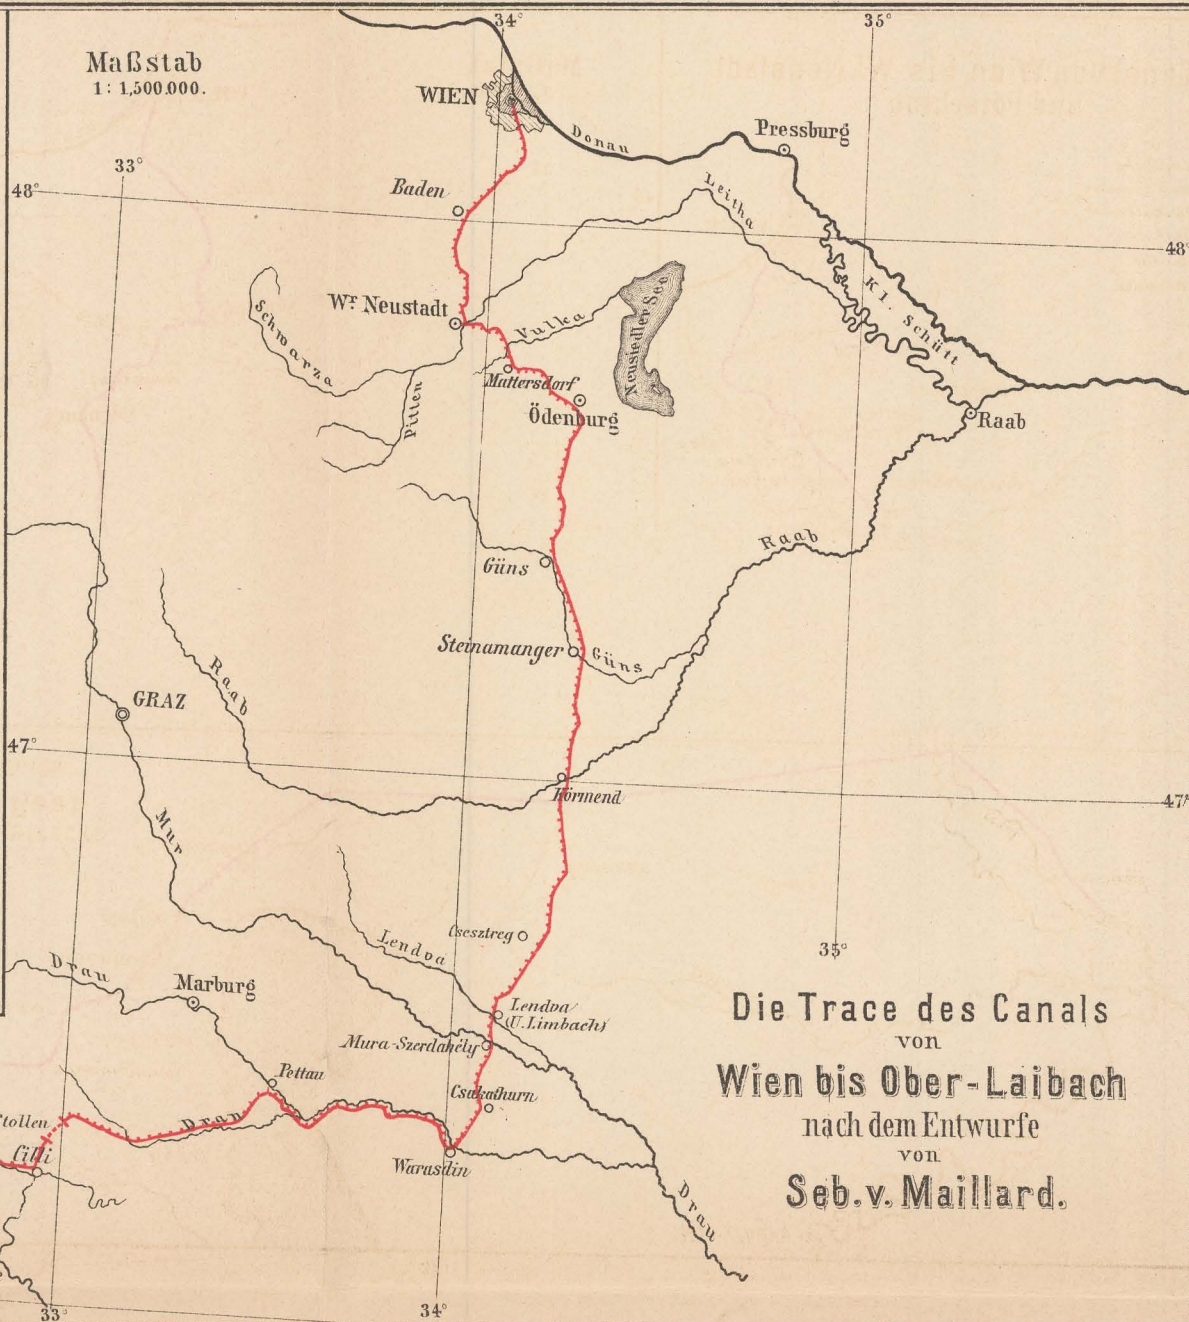 34°
35°
Maßstab
1 : 1,500.000.
WIEN
Donau
Pressburg
33°
48°
Baden
Leitha
48°
Kl. Schütt
Schwarza
Wr Neustadt
Vulka
Neusiedler See
Mattersdorf
Pitten
Ödenburg
Raab
Raab
Güns
Steinamanger
Güns
Raab
GRAZ
47°
Körmend
47°
Mur
Csesztreg
Lendva
35°
Drau
Marburg
Lendva
(U. Limbach)
Mura-Szerdahély
Pettau
Csakathurn
Stollen
Drau
Cilli
Warasdin
Drau
33°
34°
Die Trace des Canals
von
Wien bis Ober-Laibach
nach dem Entwurfe
von
Seb. v. Maillard.